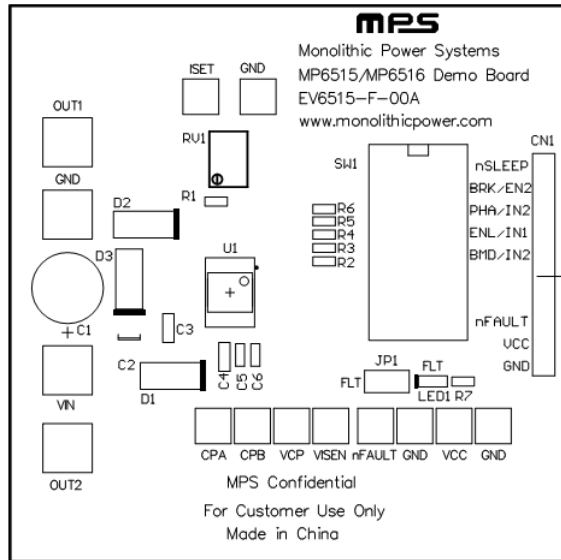 MPS
Monolithic Power Systems
MP6515/MP6516 Demo Board
EV6515-F-00A
www.monolithicpower.com
ISET
GND
OUT1
RV1
SW1
CN1
nSLEEP
BRK/EN2
PHA/IN2
ENL/IN1
BMD/IN2
nFAULT
VCC
GND
GND
R1
D2
R6
R5
R4
R3
R2
D3
U1
C1
C3
C2
C4
C5
C6
D1
VIN
OUT2
JP1
FLT
FLT
LED1
R7
CPA
CPB
VCP
VISEN
nFAULT
GND
VCC
GND
MPS Confidential
For Customer Use Only
Made in China